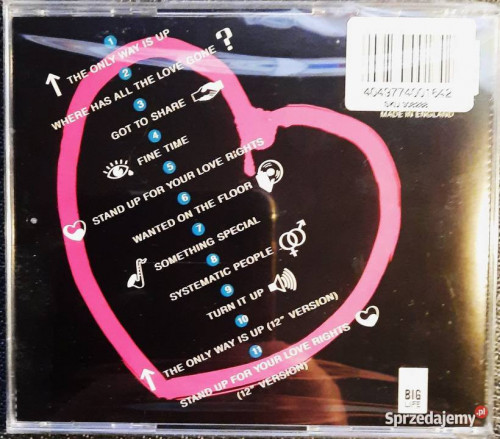 1
THE ONLY WAY IS UP
2
WHERE HAS ALL THE LOVE GONE ?
3
GOT TO SHARE
4
FINE TIME
5
STAND UP FOR YOUR LOVE RIGHTS
6
WANTED ON THE FLOOR
7
SOMETHING SPECIAL
8
SYSTEMATIC PEOPLE
9
TURN IT UP
10
THE ONLY WAY IS UP (12" VERSION)
11
STAND UP FOR YOUR LOVE RIGHTS
(12" VERSION)
MADE IN ENGLAND
BIG
LIFE
Sprzedajemy.pl